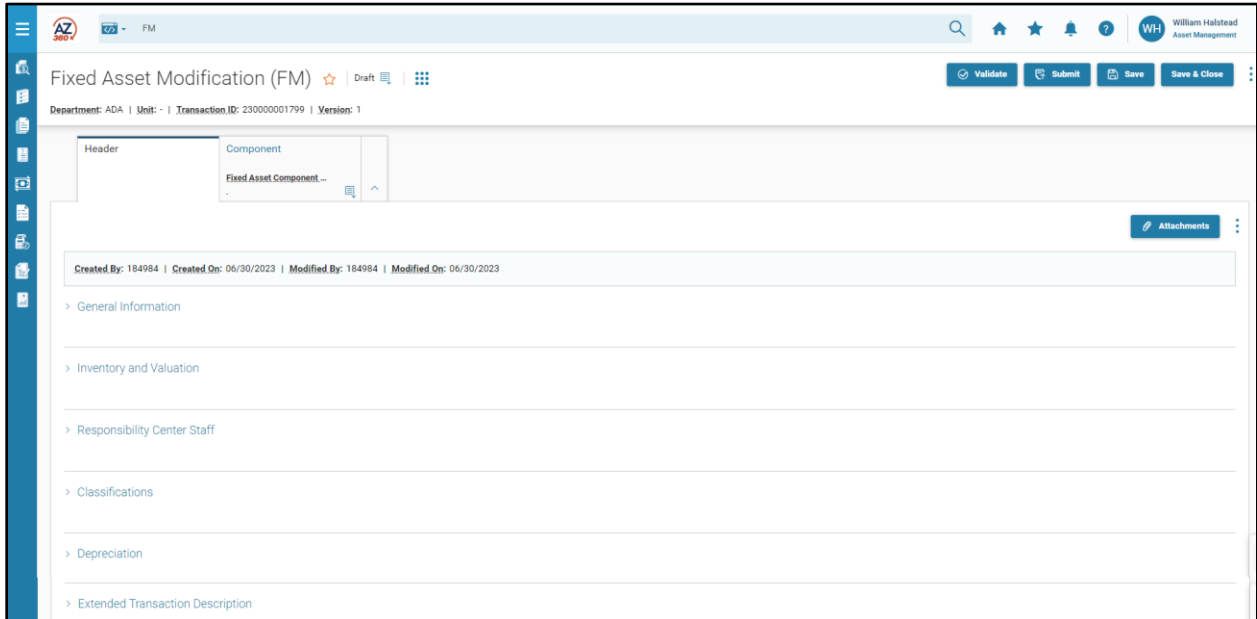 AZ
360
FM
WH
William Halstead
Asset Management
Fixed Asset Modification (FM)
Draft
Validate
Submit
Save
Save & Close
Department: ADA | Unit: - | Transaction ID: 230000001799 | Version: 1
Header
Component
Fixed Asset Component ...
-
Attachments
Created By: 184984 | Created On: 06/30/2023 | Modified By: 184984 | Modified On: 06/30/2023
General Information
Inventory and Valuation
Responsibility Center Staff
Classifications
Depreciation
Extended Transaction Description